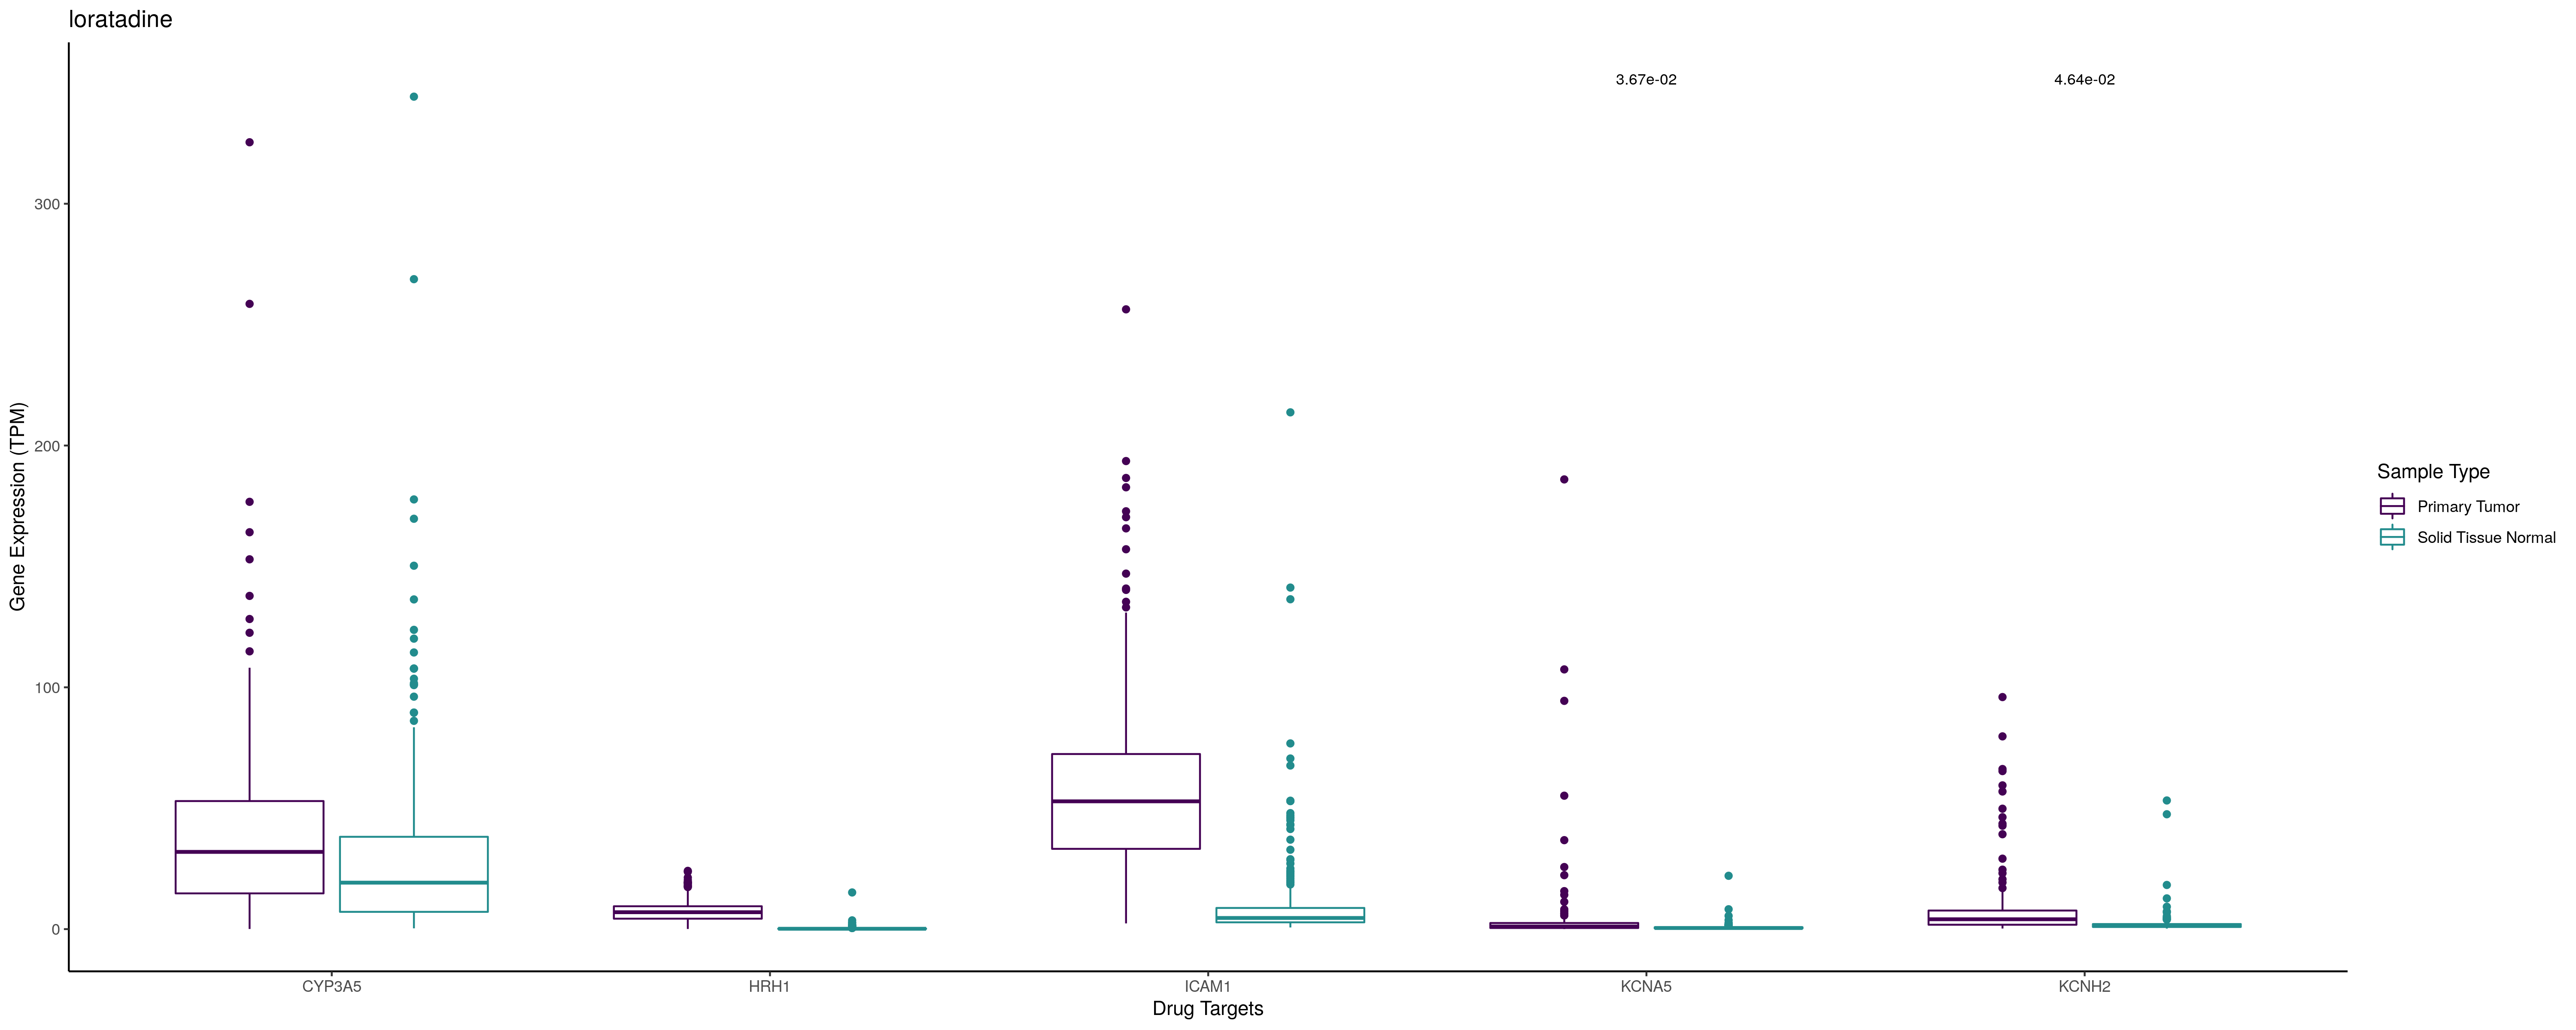 loratadine
3.67e-02
4.64e-02
300
200
100
0
Gene Expression (TPM)
CYP3A5
HRH1
ICAM1
KCNA5
KCNH2
Drug Targets
Sample Type
Primary Tumor
Solid Tissue Normal